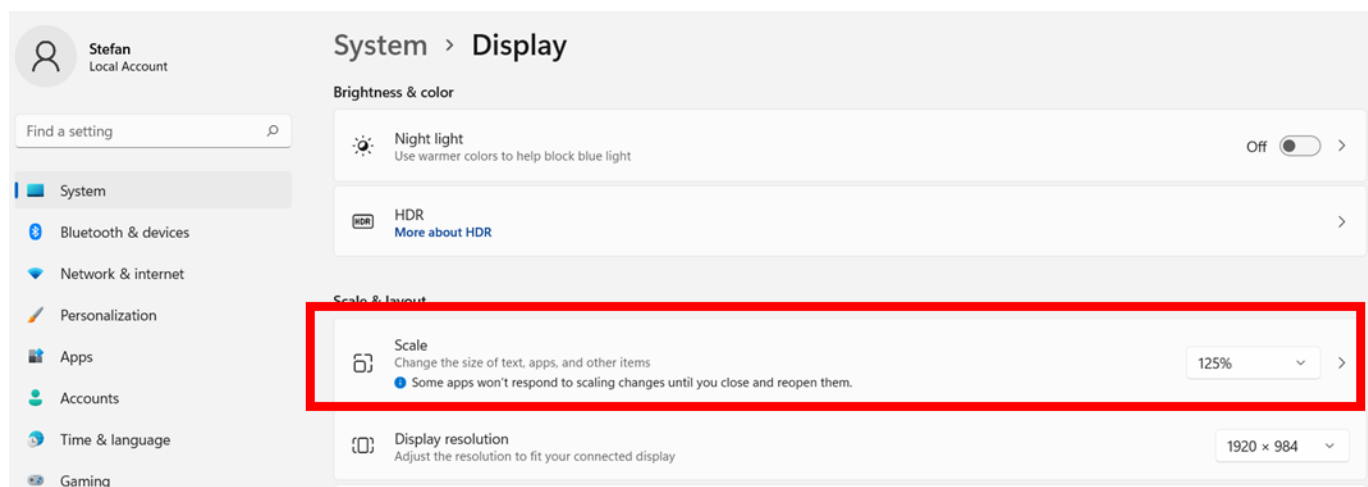 Stefan
Local Account
Find a setting
System
Bluetooth & devices
Network & internet
Personalization
Apps
Accounts
Time & language
Gaming
System > Display
Brightness & color
Night light
Use warmer colors to help block blue light
Off
HDR
HDR
More about HDR
Scale & layout
Scale
Change the size of text, apps, and other items
Some apps won't respond to scaling changes until you close and reopen them.
125%
Display resolution
Adjust the resolution to fit your connected display
1920 × 984